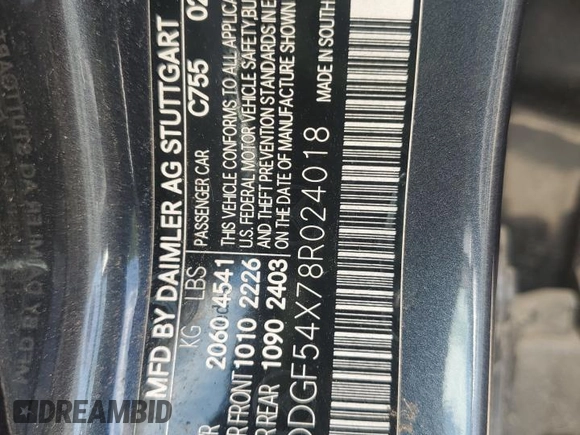 MFD BY DAIMLER AG STUTTGART
C755 02
KG LBS PASSENGER CAR
2060 4541 THIS VEHICLE CONFORMS TO ALL APPLICA
FRONT 1010 2226 U.S. FEDERAL MOTOR VEHICLE SAFETY, BU
REAR 1090 2403 AND THEFT PREVENTION STANDARDS IN E
ON THE DATE OF MANUFACTURE SHOWN
DGF54X78R024018 MADE IN SOUTH
DREAMBID